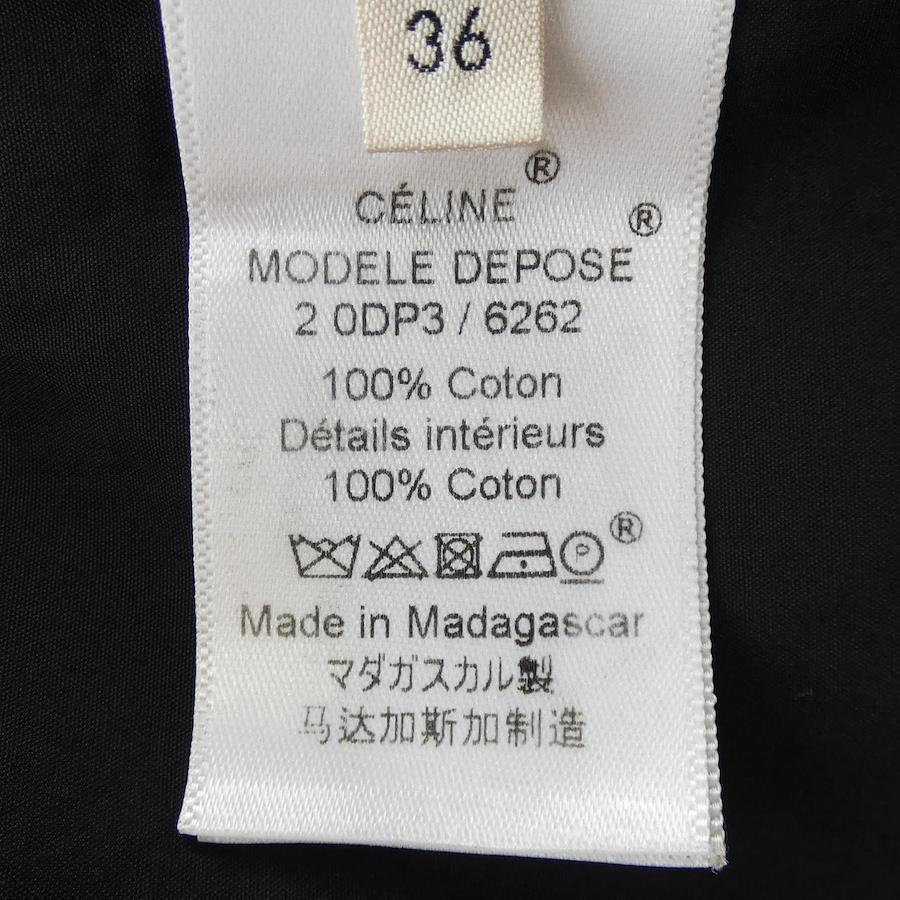 36
CÉLINE®
MODELE DEPOSE®
2 0DP3 / 6262
100% Coton
Détails intérieurs
100% Coton
P ®
Made in Madagascar
マダガスカル製
马达加斯加制造